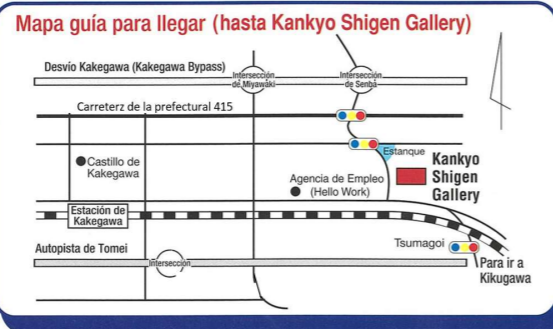 Mapa guía para llegar (hasta Kankyo Shigen Gallery)
Desvío Kakegawa (Kakegawa Bypass)
Intersección
de Miyawaki
Intersección
de Senba
Carreterz de la prefectural 415
Estanque
Castillo de
Kakegawa
Agencia de Empleo
(Hello Work)
Kankyo
Shigen
Gallery
Estación de
Kakegawa
Autopista de Tomei
Intersección
Tsumagoi
Para ir a
Kikugawa